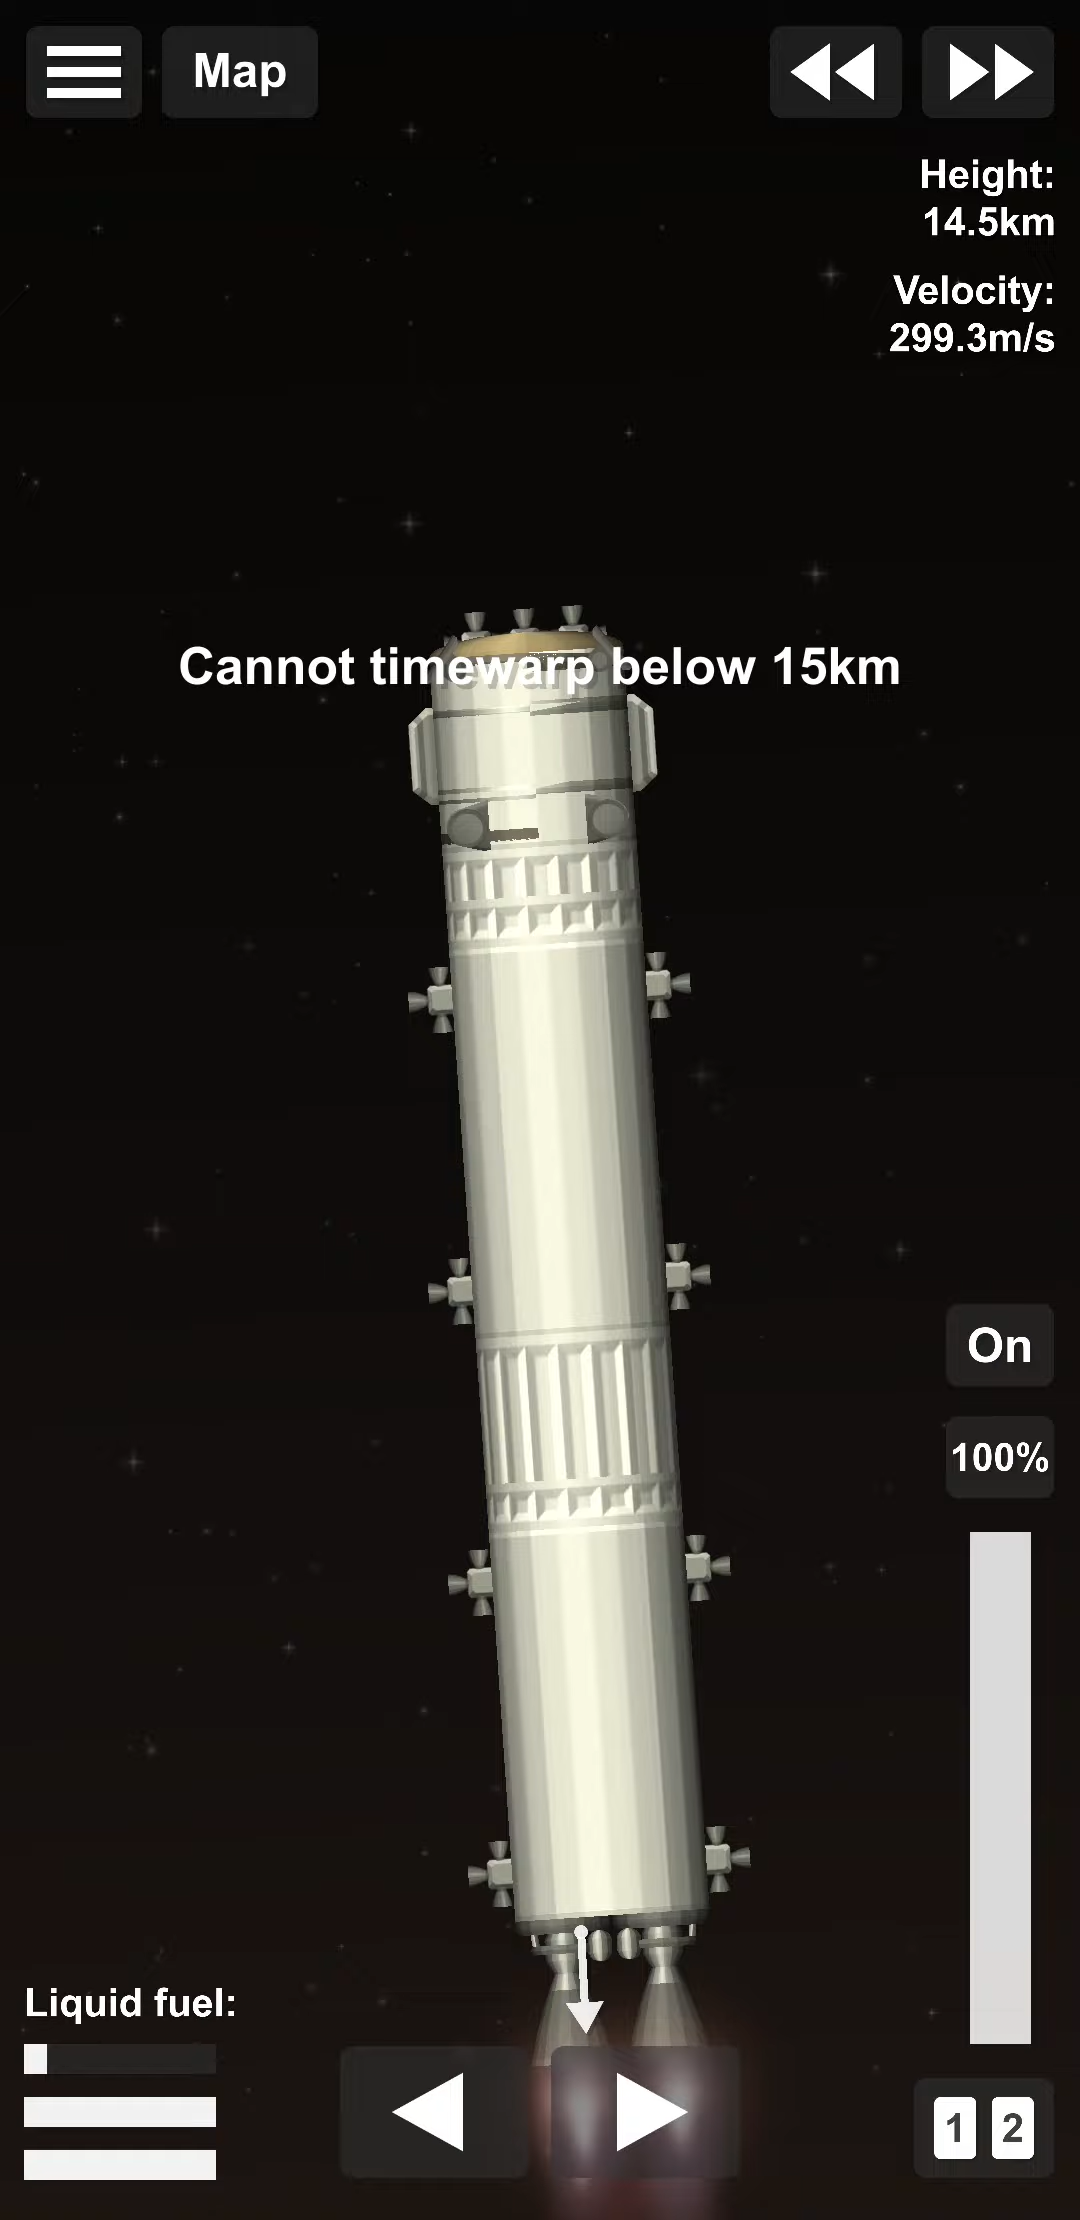 Map
Height:
14.5km
Velocity:
299.3m/s
Cannot timewarp below 15km
On
100%
Liquid fuel:
1 2